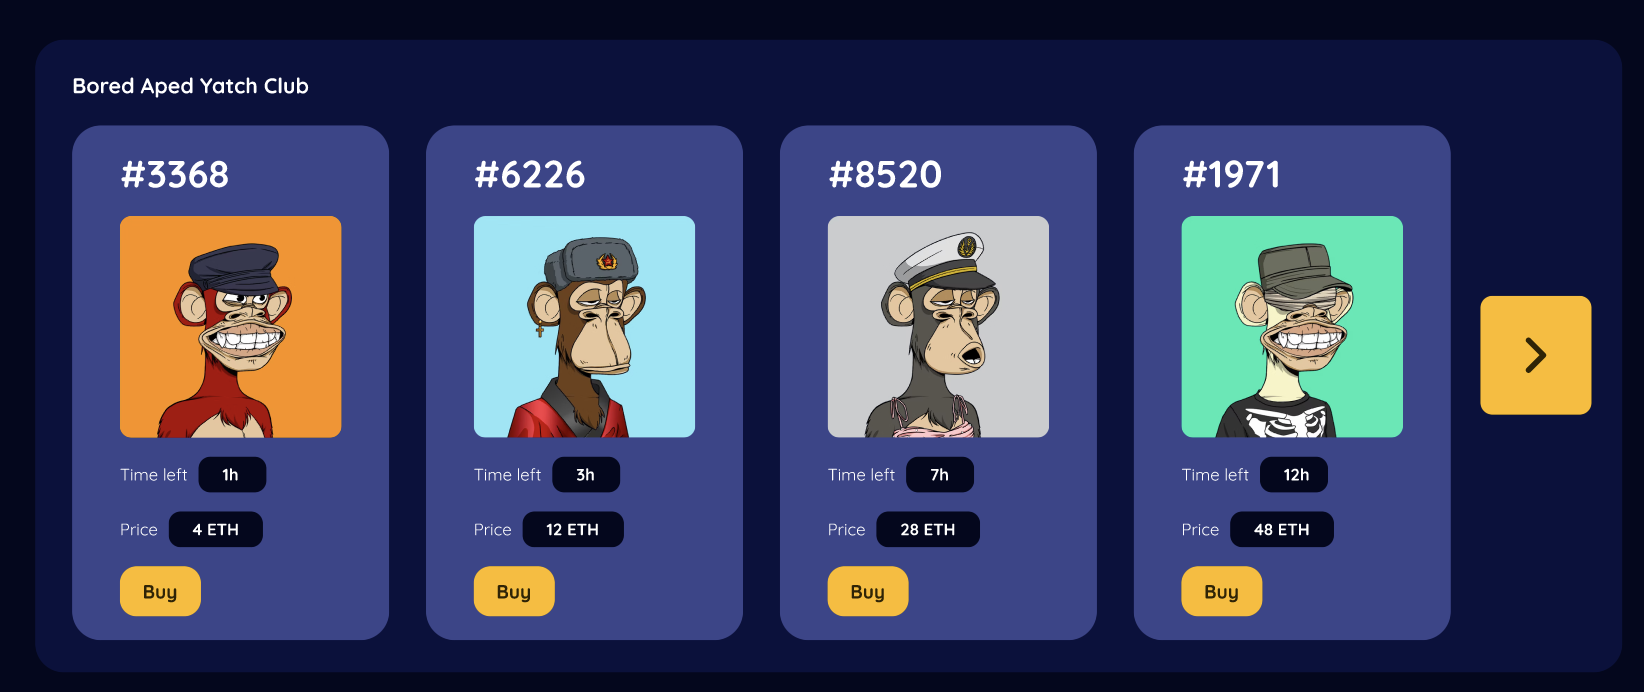 Bored Aped Yatch Club
#3368
Time left 1h
Price 4 ETH
Buy
#6226
Time left 3h
Price 12 ETH
Buy
#8520
Time left 7h
Price 28 ETH
Buy
#1971
Time left 12h
Price 48 ETH
Buy